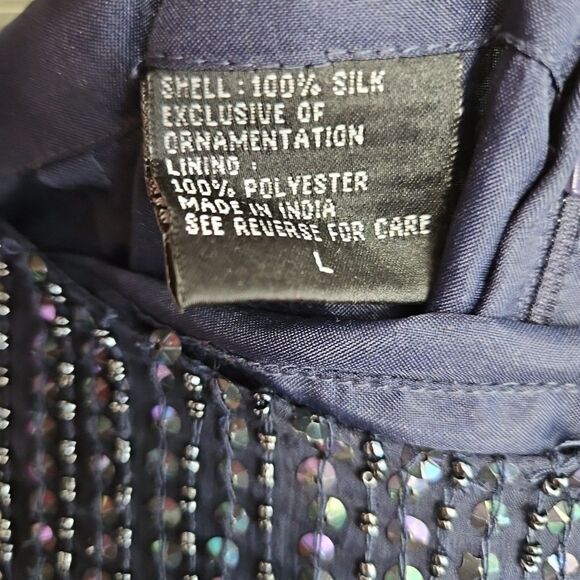 SHELL : 100% SILK
EXCLUSIVE OF
ORNAMENTATION
LINING :
100% POLYESTER
MADE IN INDIA
SEE REVERSE FOR CARE
L